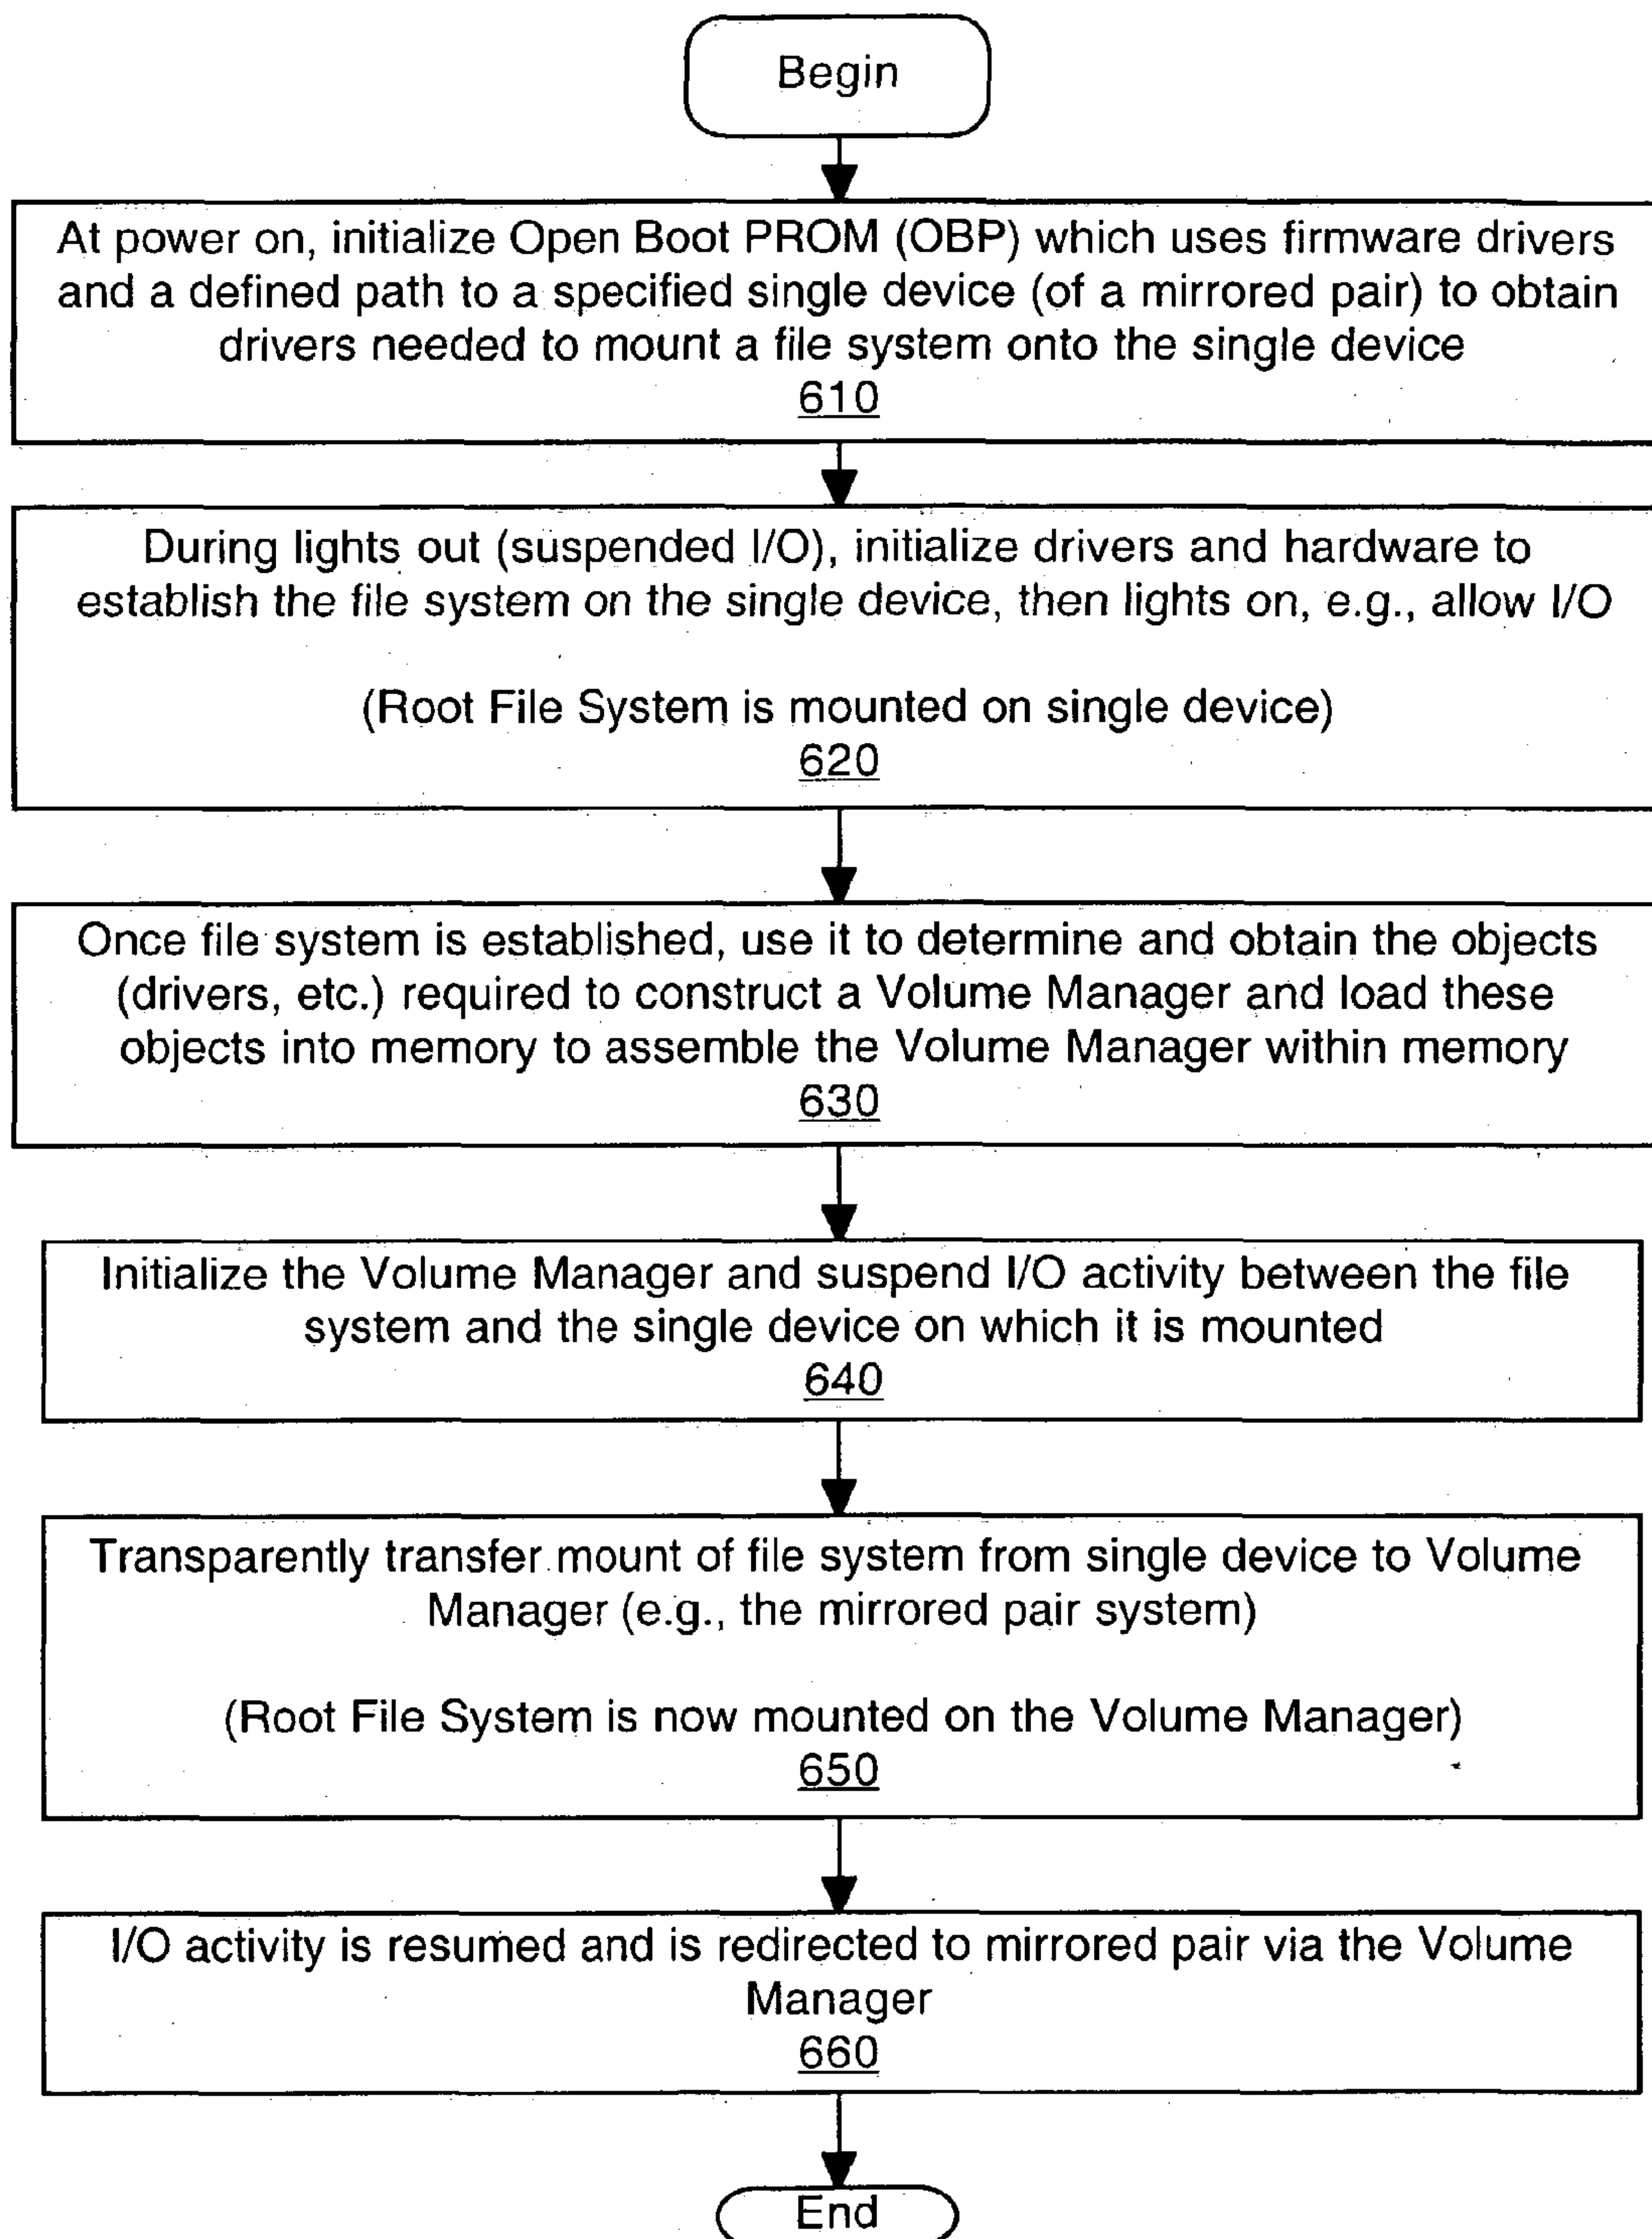 Begin
At power on, initialize Open Boot PROM (OBP) which uses firmware drivers
and a defined path to a specified single device (of a mirrored pair) to obtain
drivers needed to mount a file system onto the single device
610
During lights out (suspended I/O), initialize drivers and hardware to
establish the file system on the single device, then lights on, e.g., allow I/O
(Root File System is mounted on single device)
620
Once file system is established, use it to determine and obtain the objects
(drivers, etc.) required to construct a Volume Manager and load these
objects into memory to assemble the Volume Manager within memory
630
Initialize the Volume Manager and suspend I/O activity between the file
system and the single device on which it is mounted
640
Transparently transfer mount of file system from single device to Volume
Manager (e.g., the mirrored pair system)
(Root File System is now mounted on the Volume Manager)
650
I/O activity is resumed and is redirected to mirrored pair via the Volume
Manager
660
End